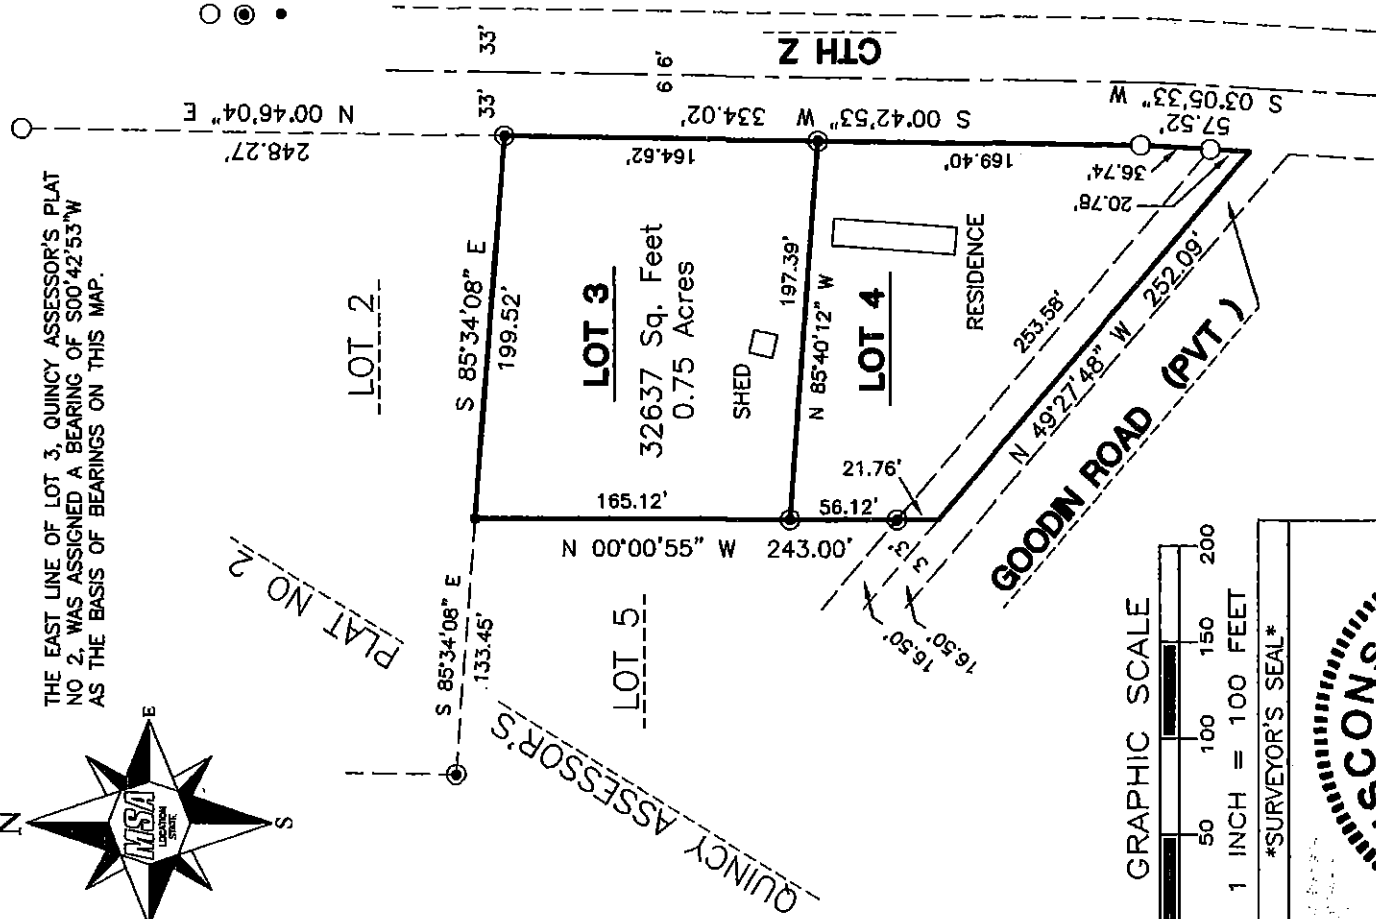 THE EAST LINE OF LOT 3, QUINCY ASSESSOR'S PLAT
NO 2, WAS ASSIGNED A BEARING OF S00°42'53"W
AS THE BASIS OF BEARINGS ON THIS MAP.
N
E
S
MSA
LOCATION
N 00°46'04" E
248.27'
33'
33'
6'6'
CTH Z
LOT 2
S 85°34'08" E
199.52'
164.62'
334.02'
S 00°42'53" W
169.40'
S 03°05'33" W
57.52'
36.74'
20.78'
LOT 3
32637 Sq. Feet
0.75 Acres
SHED
197.39'
N 85°40'12" W
LOT 4
RESIDENCE
253.58'
N 49°27'48" W 252.09'
GOODIN ROAD (PVT )
165.12'
56.12'
21.76'
N 00°00'55" W 243.00'
3'
3
16.50'
16.50'
S 85°34'08" E
133.45'
LOT 5
QUINCY ASSESSOR'S
PLAT NO 2
GRAPHIC SCALE
50 100 150 200
1 INCH = 100 FEET
*SURVEYOR'S SEAL*
SCONS